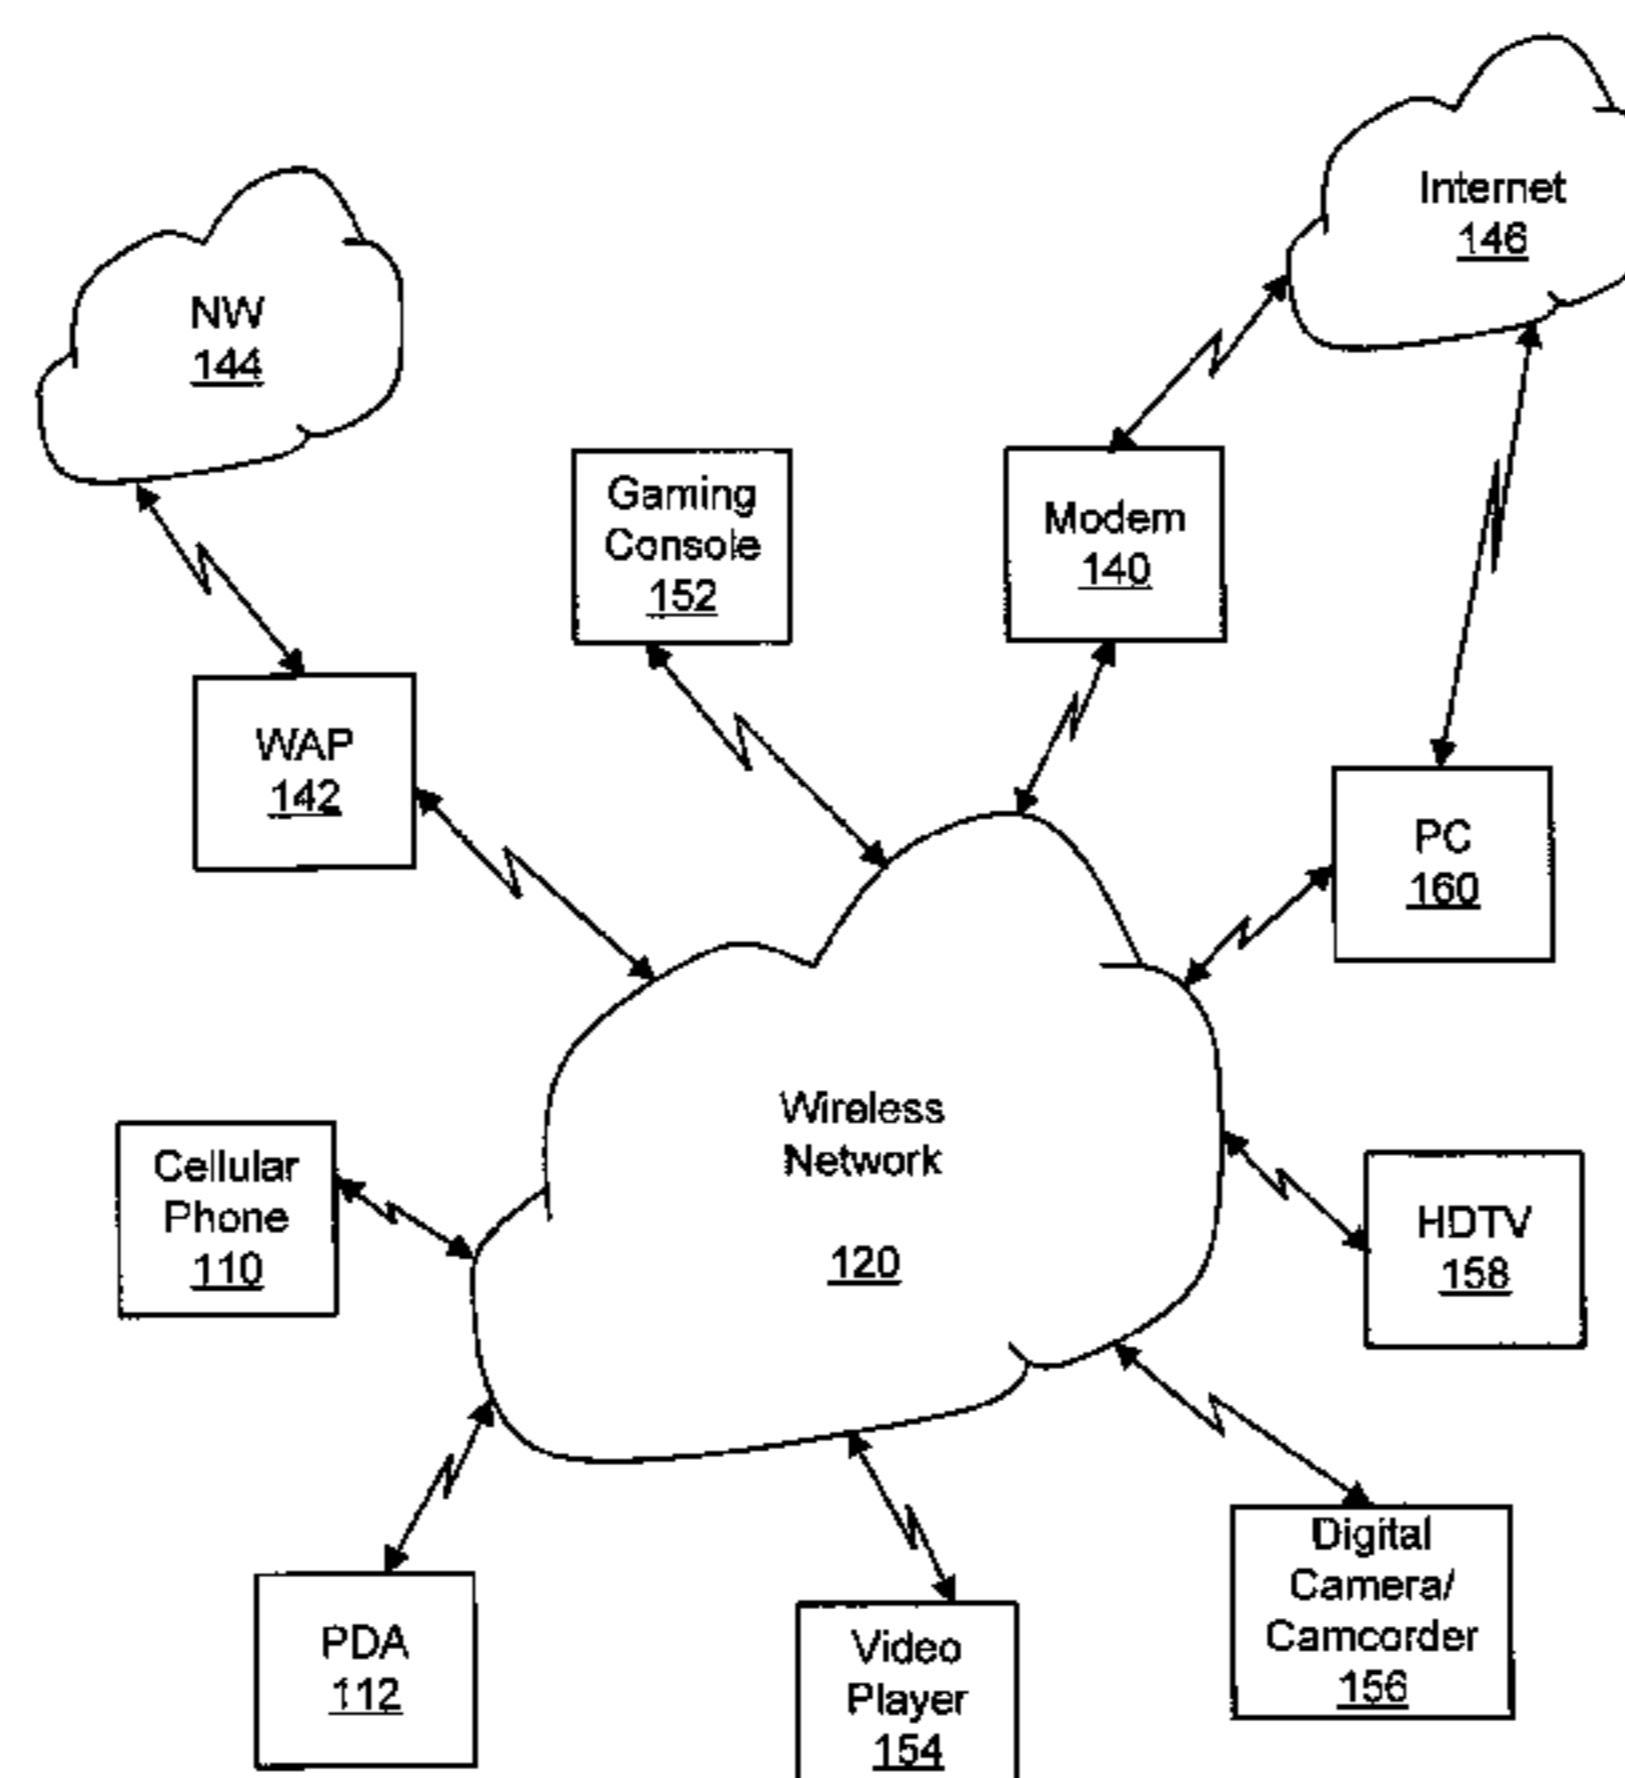 Internet
146
NW
144
Gaming
Console
152
Modem
140
WAP
142
PC
160
Wireless
Network
120
Cellular
Phone
110
HDTV
158
PDA
112
Video
Player
154
Digital
Camera/
Camcorder
156